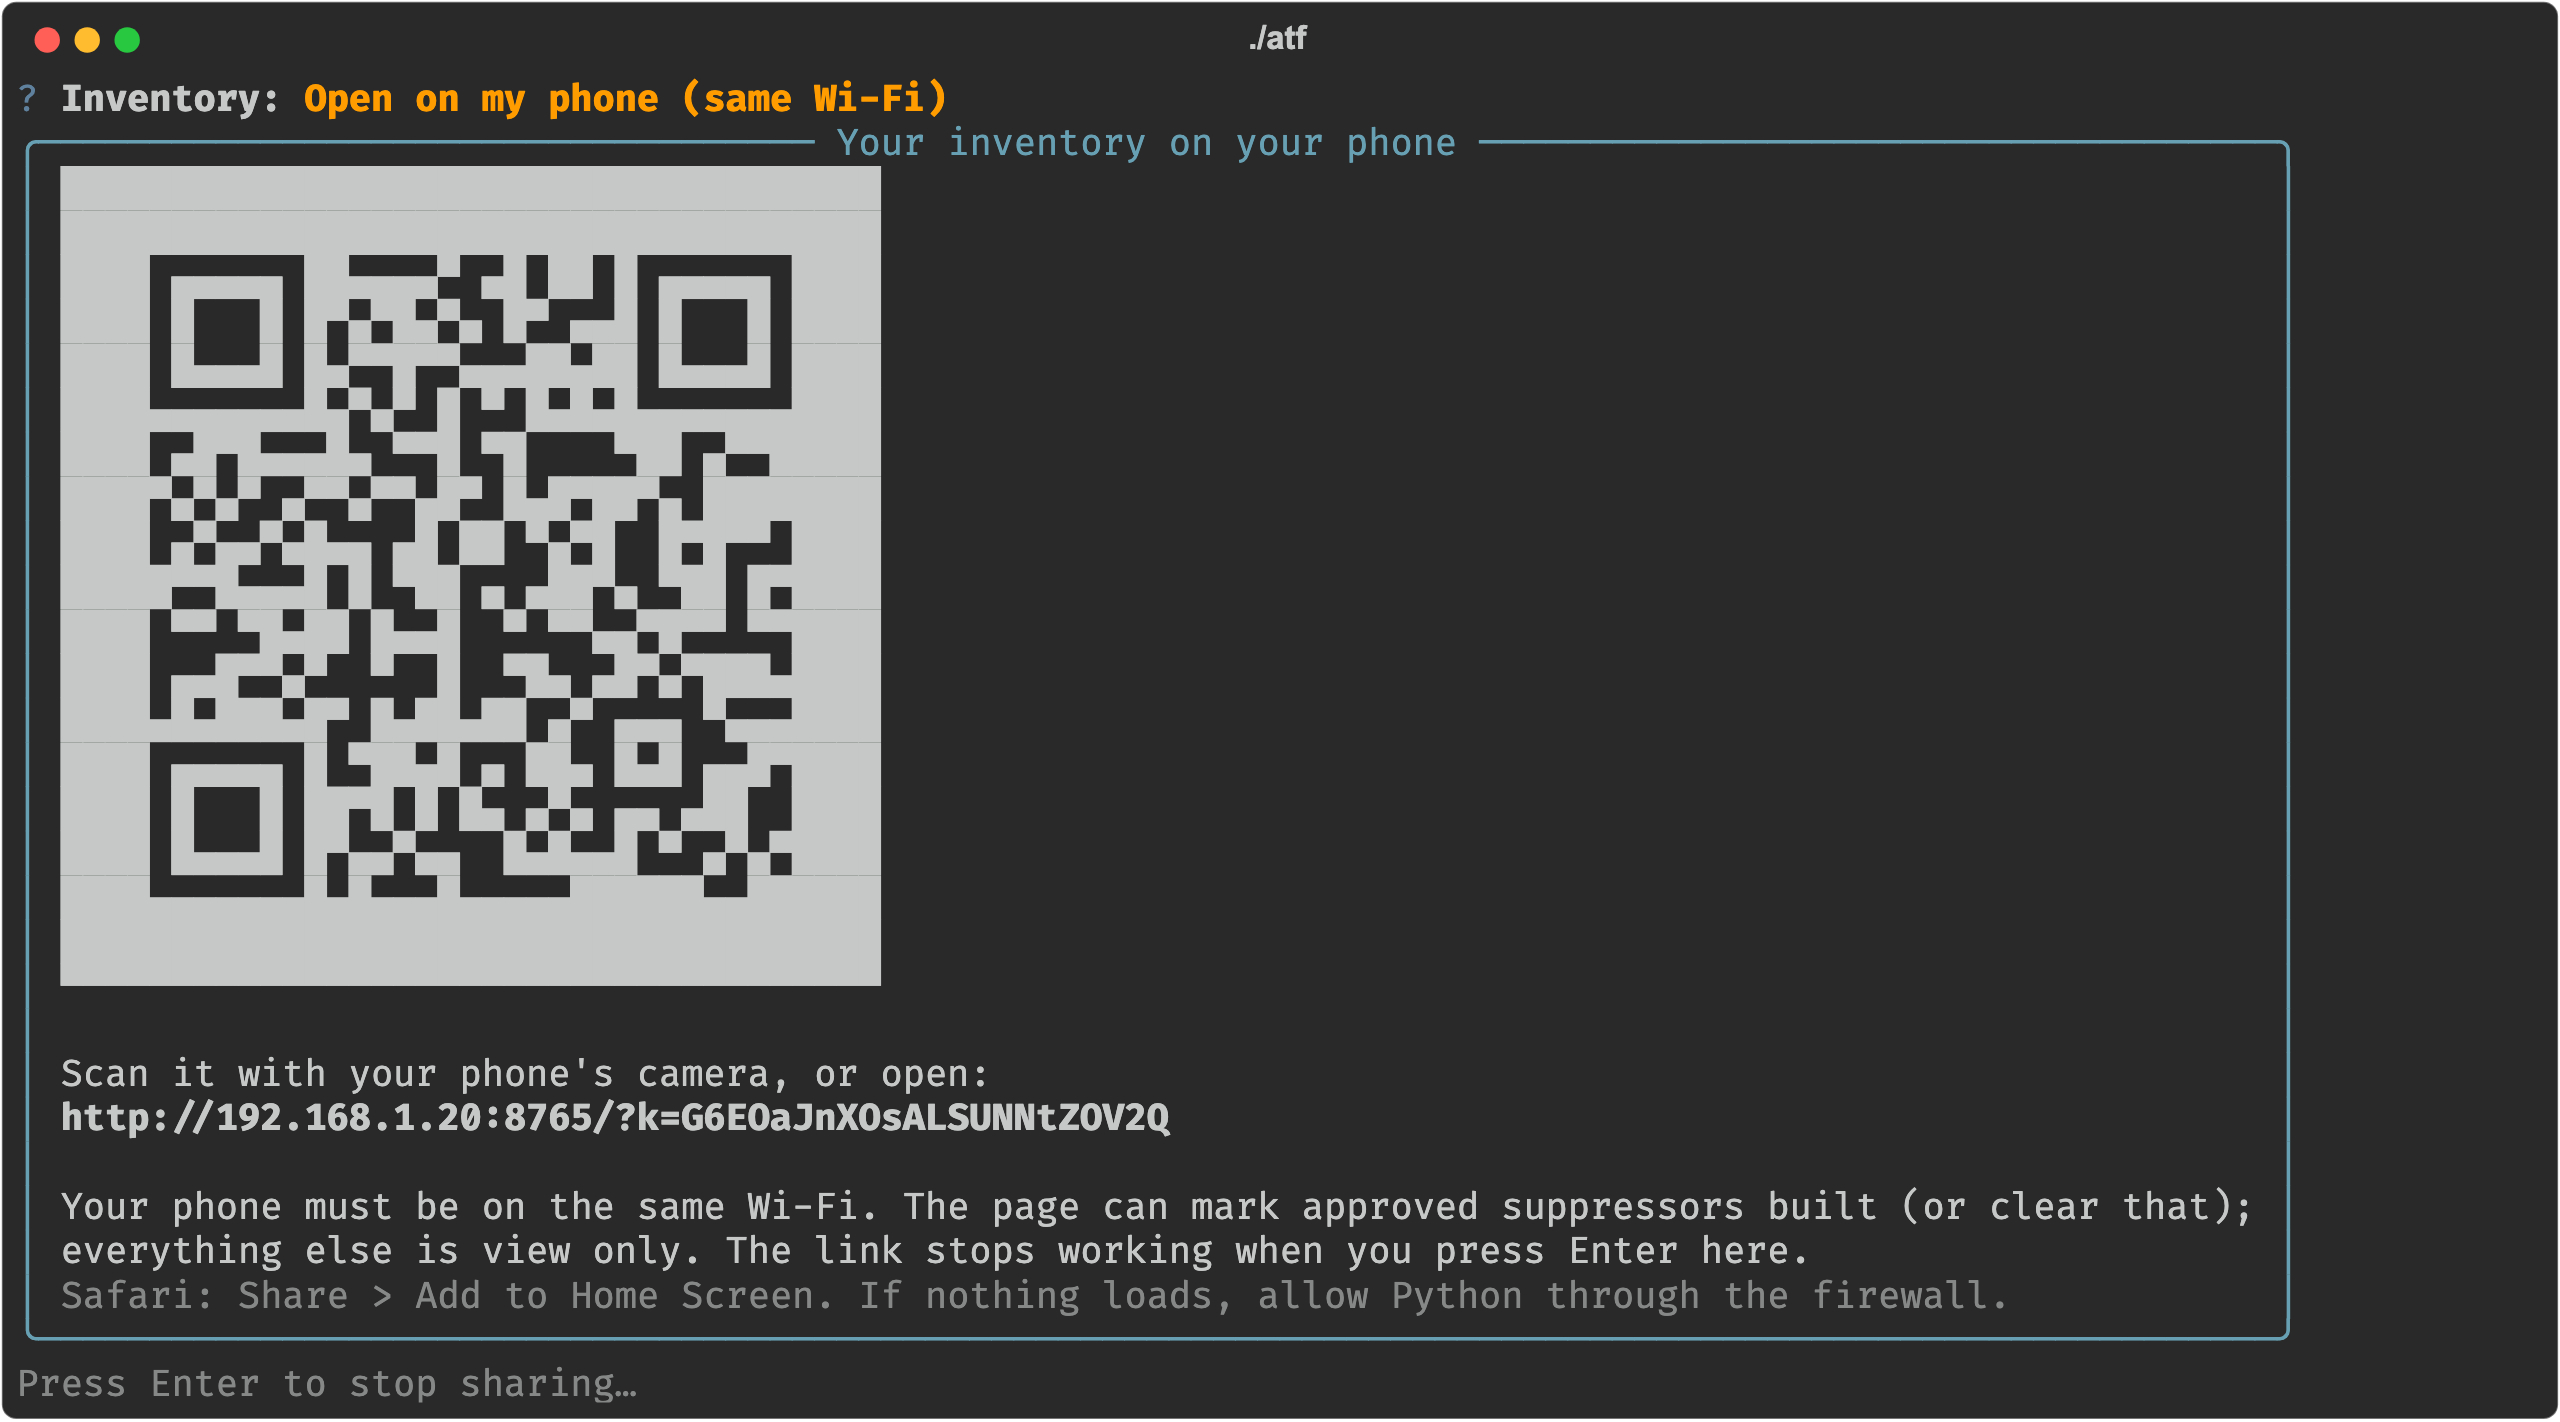 ./atf
? Inventory: Open on my phone (same Wi-Fi)
Your inventory on your phone
Scan it with your phone's camera, or open:
http://192.168.1.20:8765/?k=G6EOaJnXOsALSUNNtZOV2Q
Your phone must be on the same Wi-Fi. The page can mark approved suppressors built (or clear that);
everything else is view only. The link stops working when you press Enter here.
Safari: Share > Add to Home Screen. If nothing loads, allow Python through the firewall.
Press Enter to stop sharing…